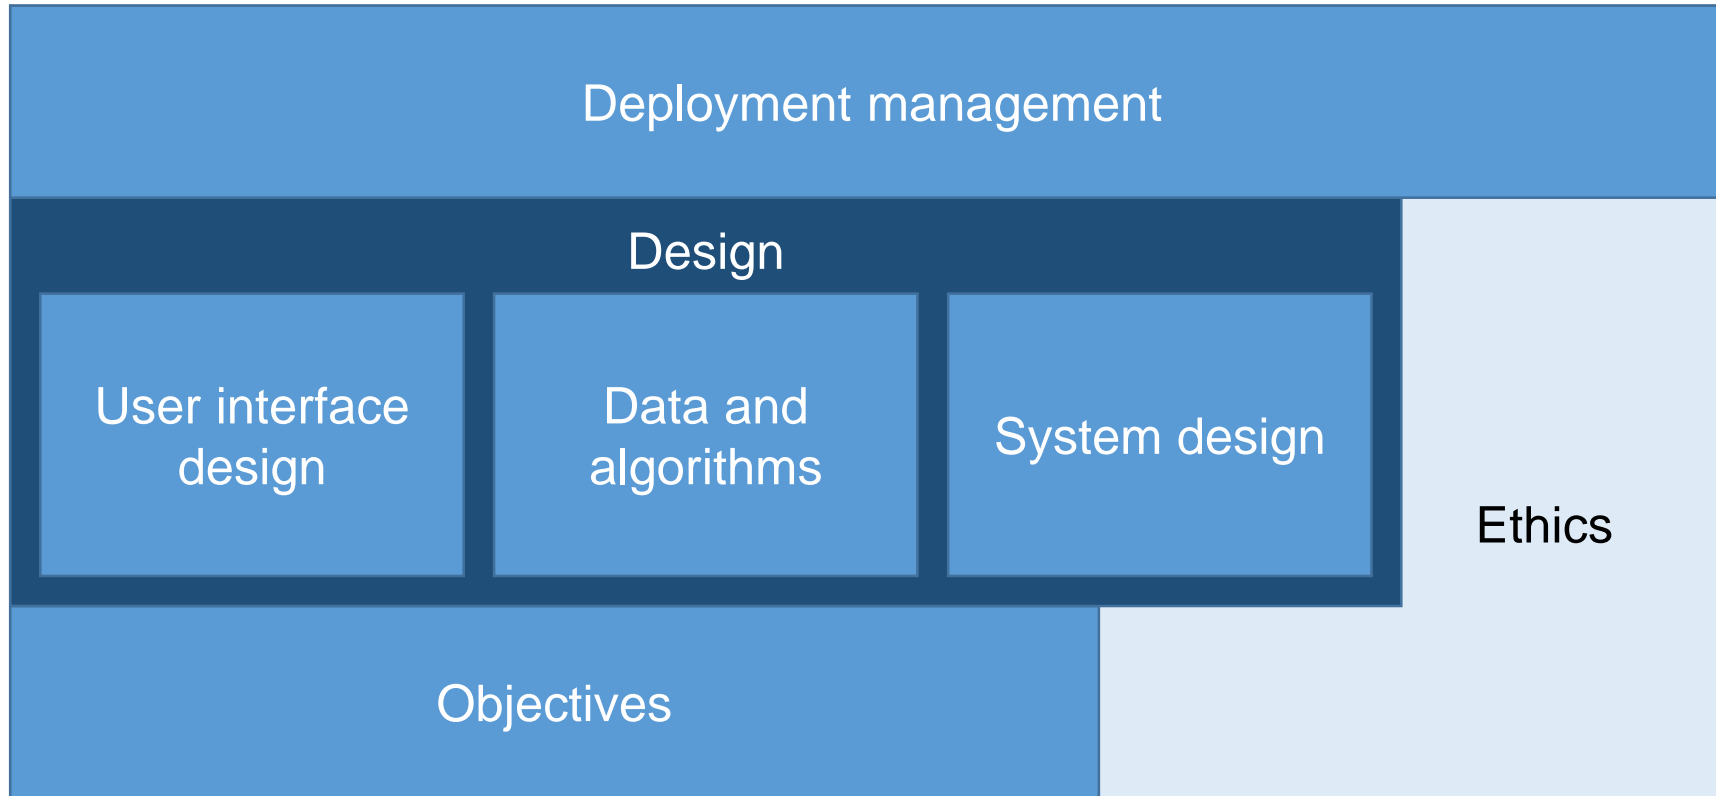 Deployment management
Design
User interface
design
Data and
algorithms
System design
Ethics
Objectives